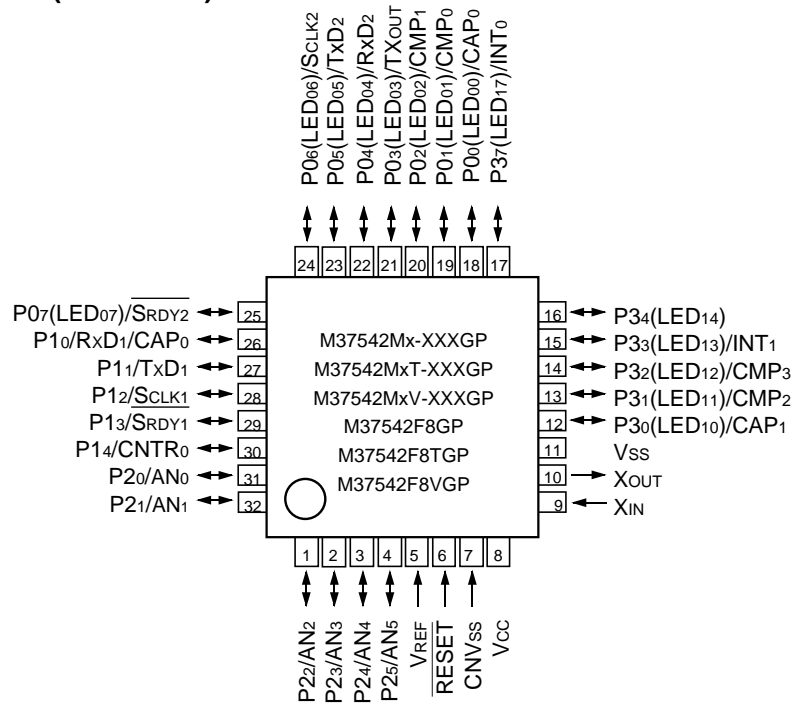 P06(LED06)/SCLK2
P05(LED05)/TxD2
P04(LED04)/RxD2
P03(LED03)/TXOUT
P02(LED02)/CMP1
P01(LED01)/CMP0
P00(LED00)/CAP0
P37(LED17)/INT0
24 23 22 21 20 19 18 17
P07(LED07)/SRDY2 25
P10/RxD1/CAP0 26
P11/TxD1 27
P12/SCLK1 28
P13/SRDY1 29
P14/CNTR0 30
P20/AN0 31
P21/AN1 32
M37542Mx-XXXGP
M37542MxT-XXXGP
M37542MxV-XXXGP
M37542F8GP
M37542F8TGP
M37542F8VGP
16 P34(LED14)
15 P33(LED13)/INT1
14 P32(LED12)/CMP3
13 P31(LED11)/CMP2
12 P30(LED10)/CAP1
11 VSS
10 XOUT
9 XIN
1 2 3 4 5 6 7 8
P22/AN2
P23/AN3
P24/AN4
P25/AN5
VREF
RESET
CNVSS
VCC